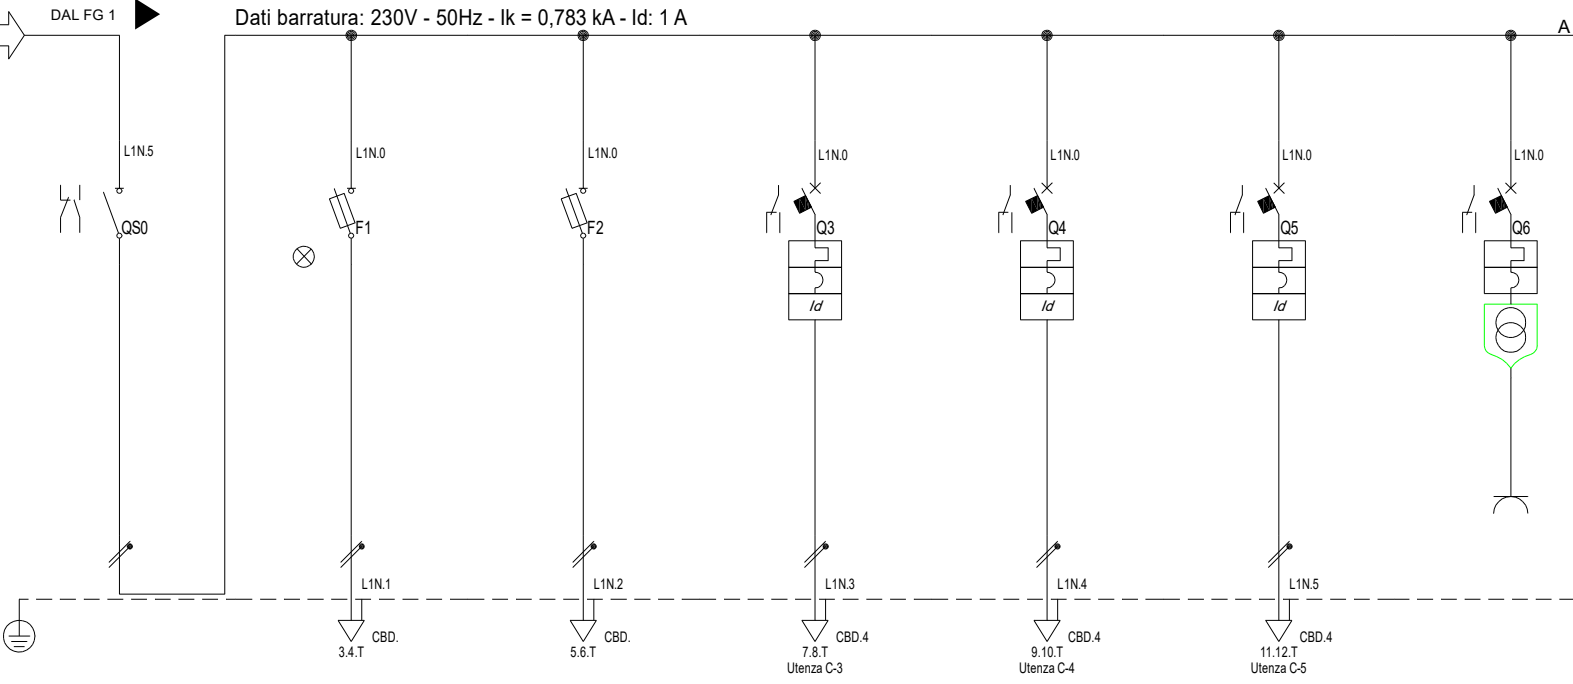 DAL FG 1
Dati barratura: 230V - 50Hz - Ik = 0,783 kA - Id: 1 A
A
L1N.5
L1N.0
L1N.0
L1N.0
L1N.0
L1N.0
L1N.0
QS0
F1
F2
Q3
Q4
Q5
Q6
Id
Id
Id
L1N.1
L1N.2
L1N.3
L1N.4
L1N.5
CBD.
CBD.
CBD.4
CBD.4
CBD.4
3.4.T
5.6.T
7.8.T
9.10.T
11.12.T
Utenza C-3
Utenza C-4
Utenza C-5